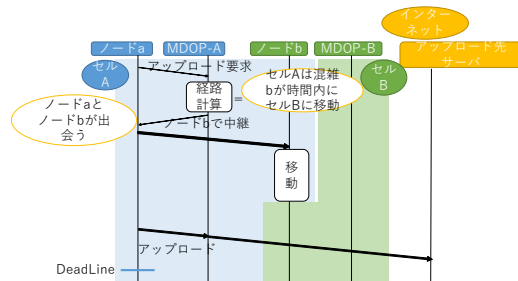 インター
ネット
ノードa
MDOP-A
ノードb
MDOP-B
アップロード先
サーバ
セル
A
アップロード要求
セルAは混雑
bが時間内に
セルBに移動
セル
B
経路
計算
=
ノードaと
ノードbが出
会う
ノードbで中継
移
動
アップロード
DeadLine